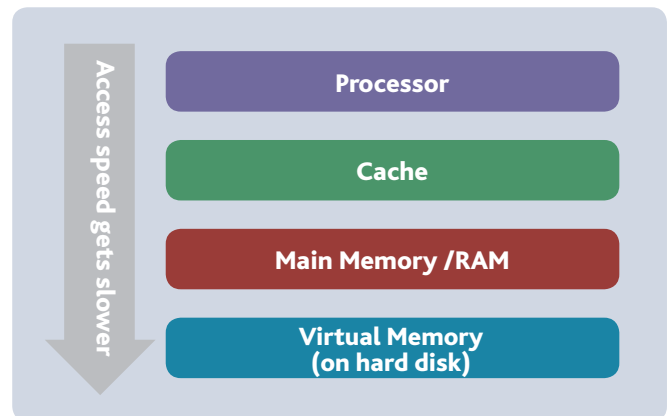 Access speed gets slower
Processor
Cache
Main Memory /RAM
Virtual Memory
(on hard disk)